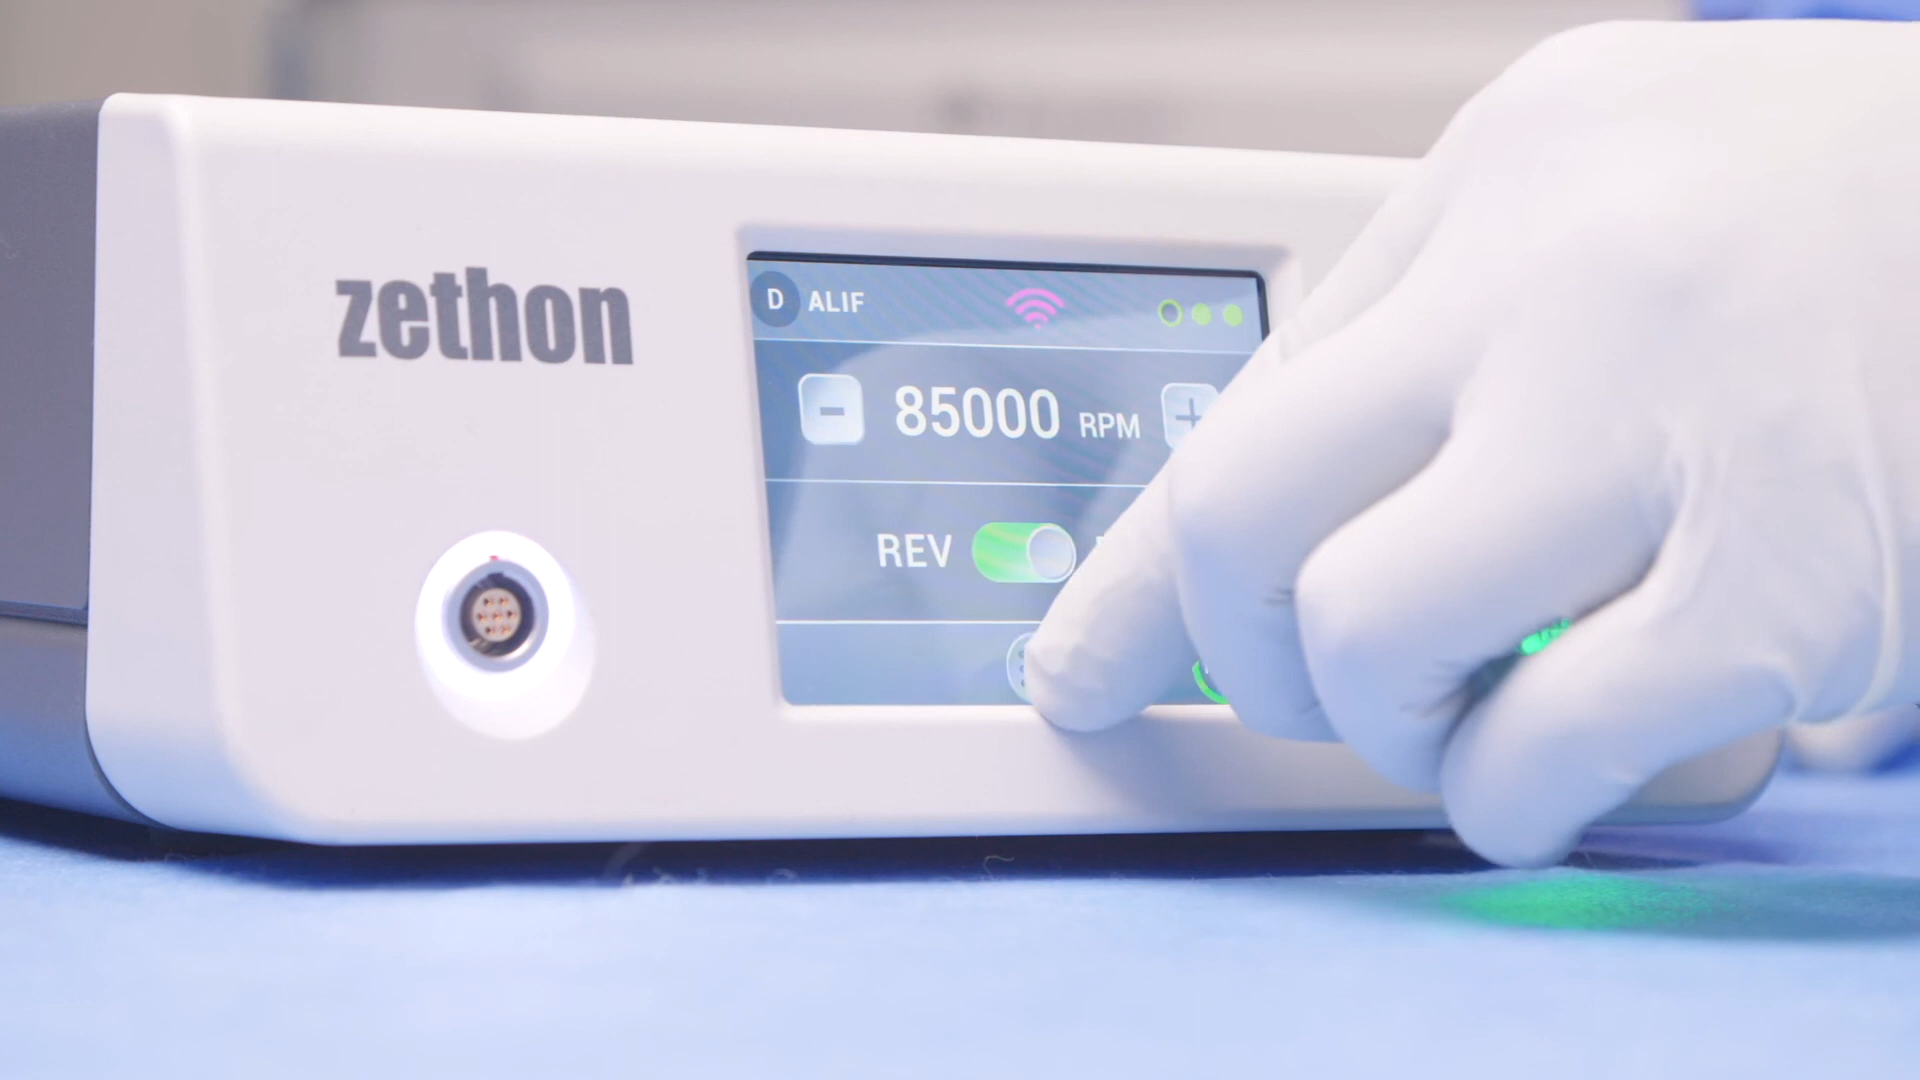 zethon
D ALIF
- 85000 RPM +
REV